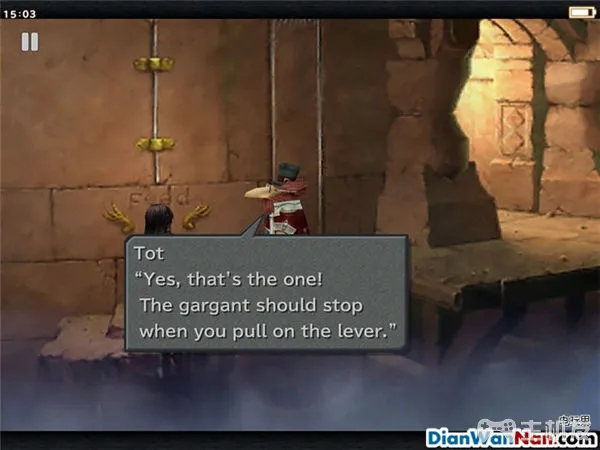 15:03
Feed
Tot
“Yes, that’s the one!
The gargant should stop
when you pull on the lever.”
DianWanNan.com